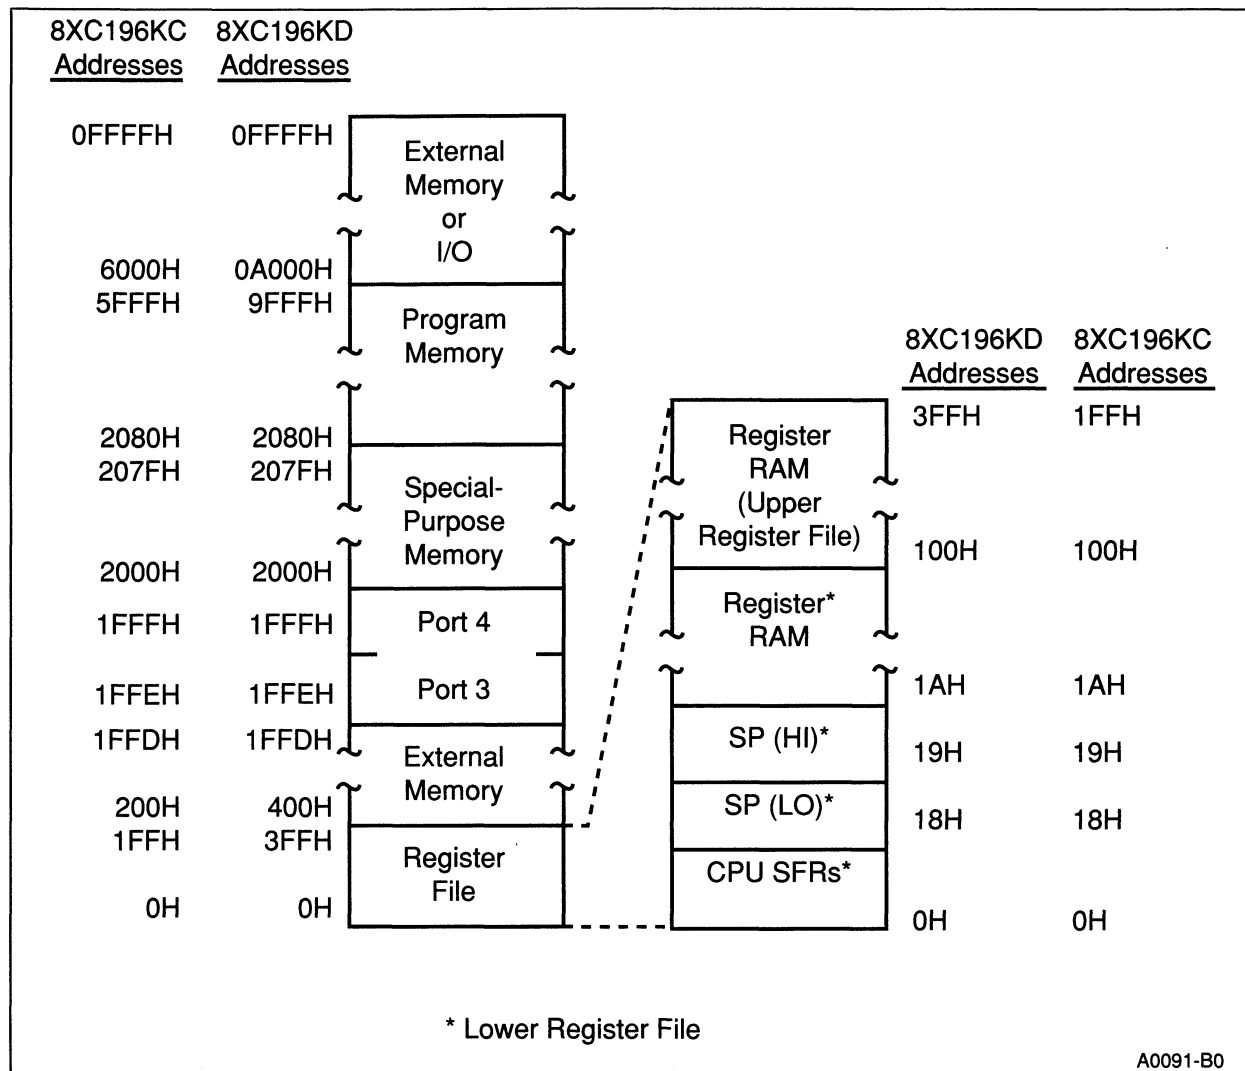 8XC196KC 8XC196KD
Addresses Addresses
0FFFFH 0FFFFH
External
Memory
or
I/O
6000H 0A000H
5FFFH 9FFFH
Program
Memory
2080H 2080H
207FH 207FH
Special-
Purpose
Memory
2000H 2000H
1FFFH 1FFFH Port 4
1FFEH 1FFEH Port 3
1FFDH 1FFDH
External
Memory
200H 400H
1FFH 3FFH
Register
File
0H 0H
8XC196KD 8XC196KC
Addresses Addresses
3FFH 1FFH
Register
RAM
(Upper
Register File)
100H 100H
Register*
RAM
1AH 1AH
SP (HI)*
19H 19H
SP (LO)*
18H 18H
CPU SFRs*
0H 0H
* Lower Register File
A0091-B0